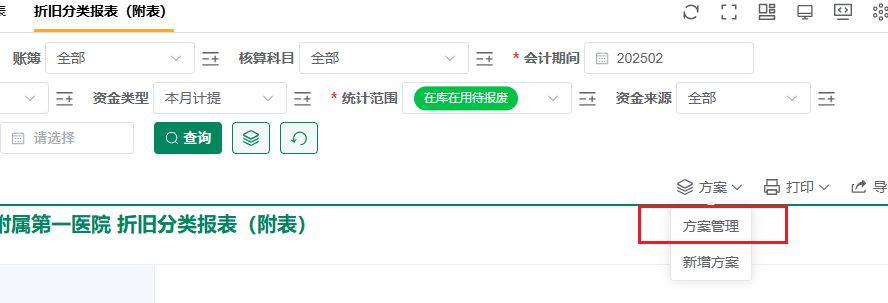 表 折旧分类报表（附表）
账簿 全部 核算科目 全部 * 会计期间 202502
资金类型 本月计提 * 统计范围 在库在用待报废 资金来源 全部
请选择 查询
方案 打印 导
附属第一医院 折旧分类报表（附表）
方案管理
新增方案